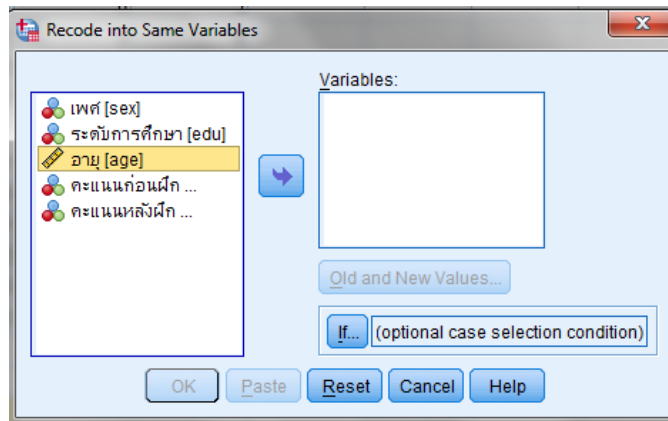 Recode into Same Variables
Variables:
เพศ [sex]
ระดับการศึกษา [edu]
อายุ [age]
คะแนนก่อนฝึก ...
คะแนนหลังฝึก ...
Old and New Values...
If... (optional case selection condition)
OK Paste Reset Cancel Help